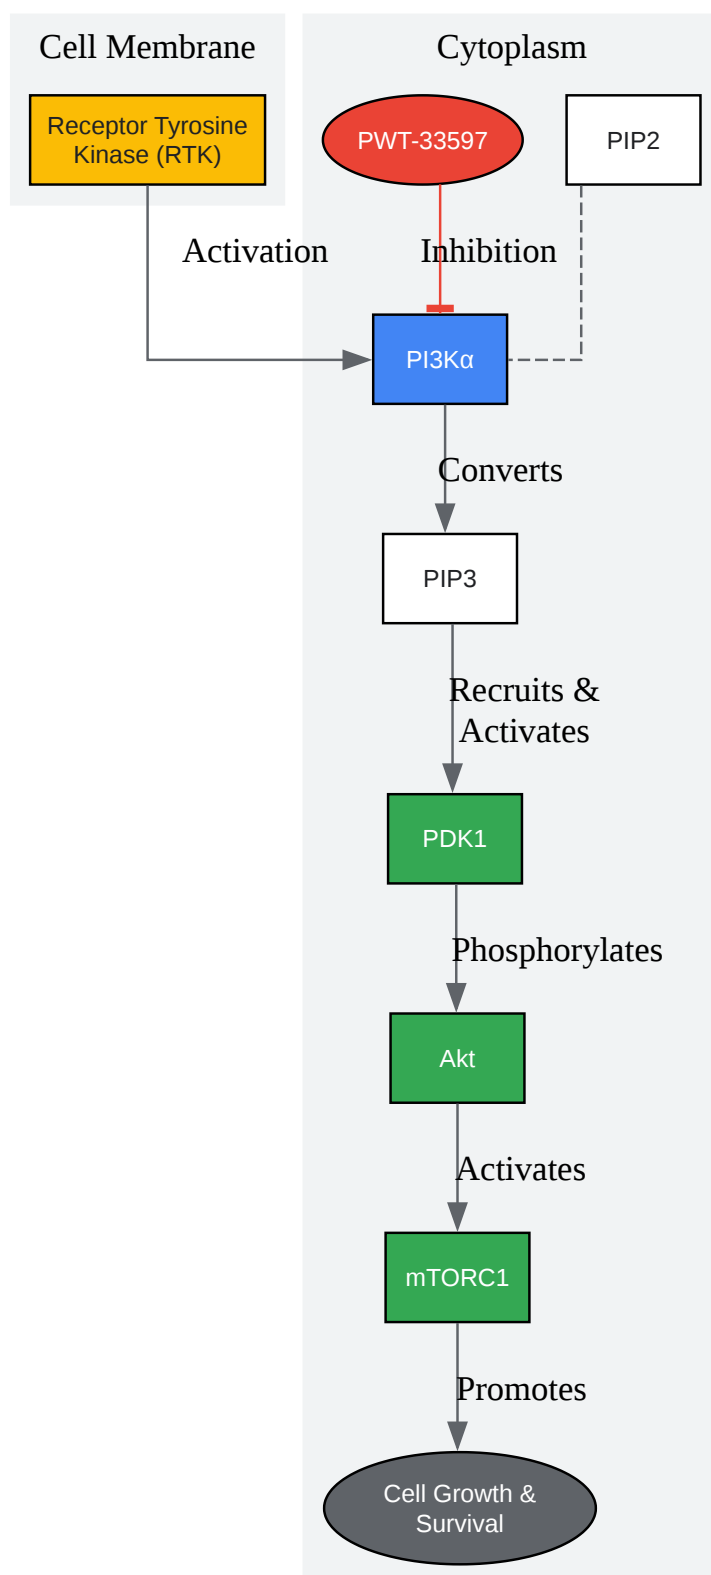 Cell Membrane
Cytoplasm
Receptor Tyrosine
Kinase (RTK)
PWT-33597
PIP2
Activation
Inhibition
PI3Kα
Converts
PIP3
Recruits &
Activates
PDK1
Phosphorylates
Akt
Activates
mTORC1
Promotes
Cell Growth &
Survival